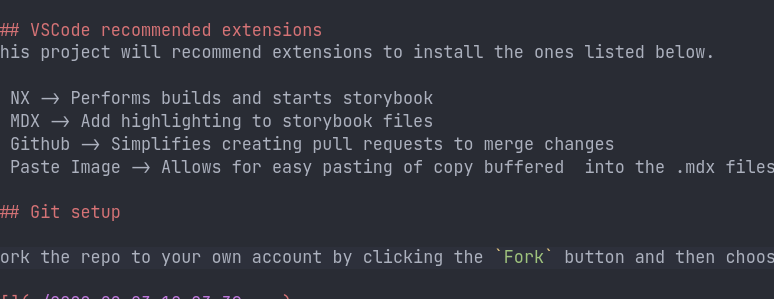 ## VSCode recommended extensions
his project will recommend extensions to install the ones listed below.
NX -> Performs builds and starts storybook
MDX -> Add highlighting to storybook files
Github -> Simplifies creating pull requests to merge changes
Paste Image -> Allows for easy pasting of copy buffered  into the .mdx files
## Git setup
ork the repo to your own account by clicking the `Fork` button and then choos